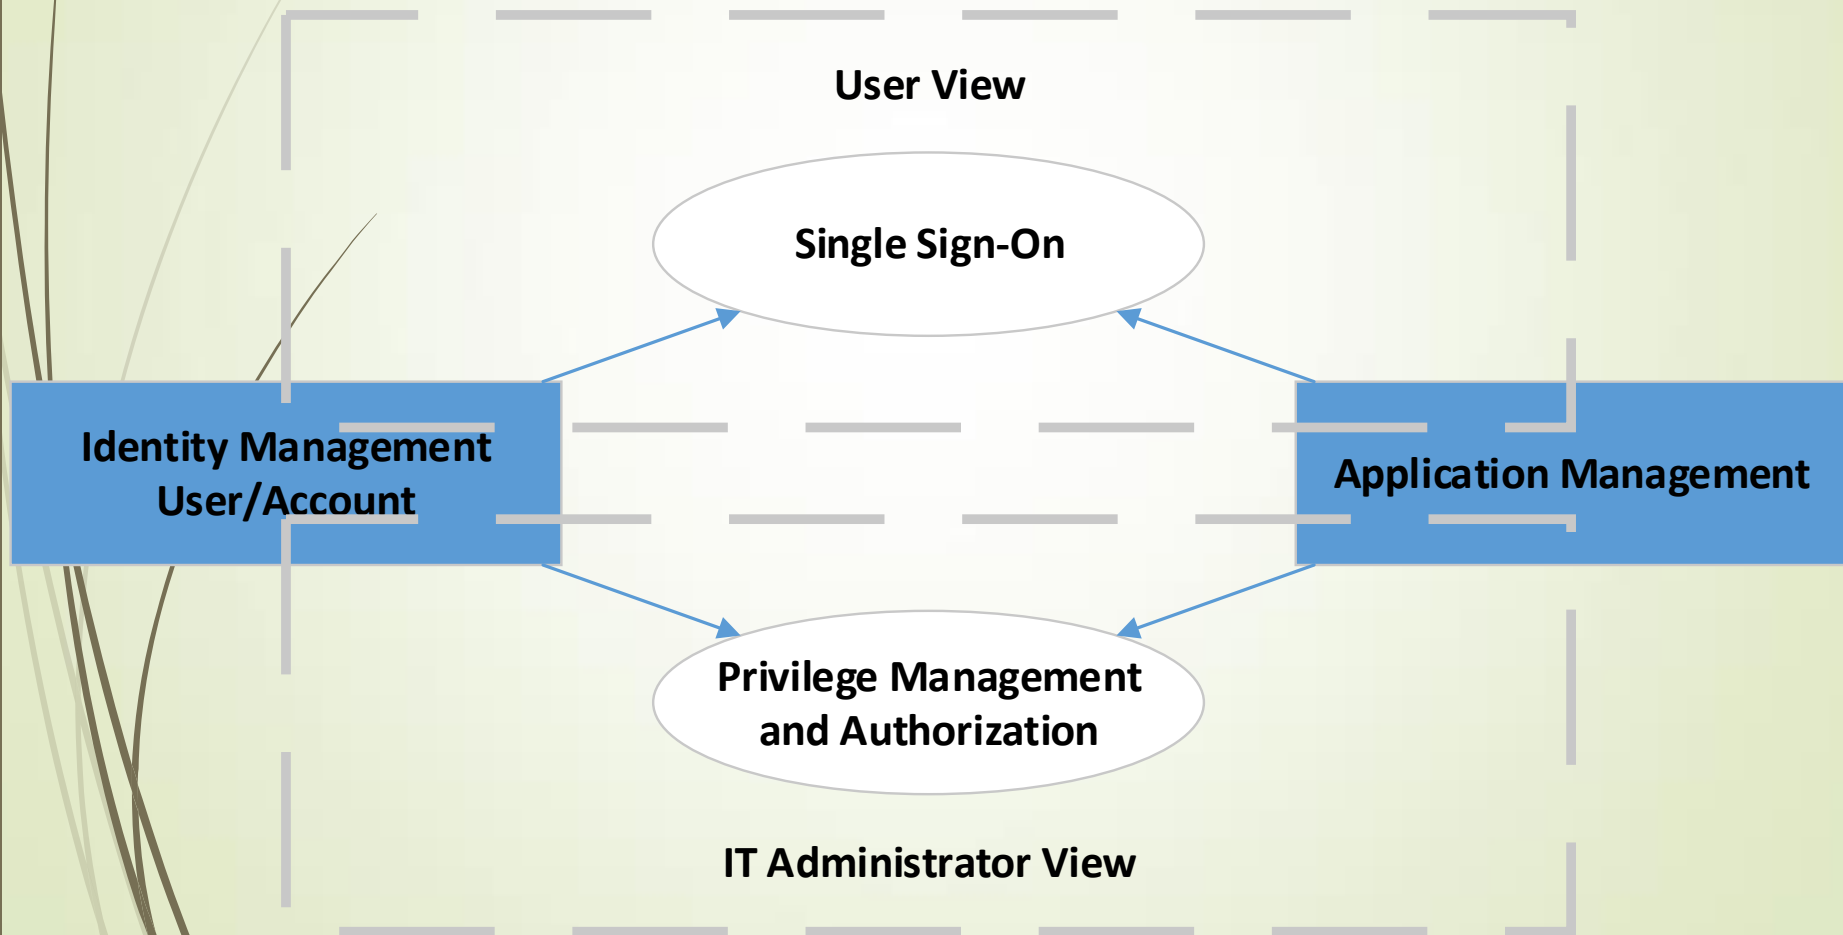 User View
Single Sign-On
Identity Management
User/Account
Application Management
Privilege Management
and Authorization
IT Administrator View